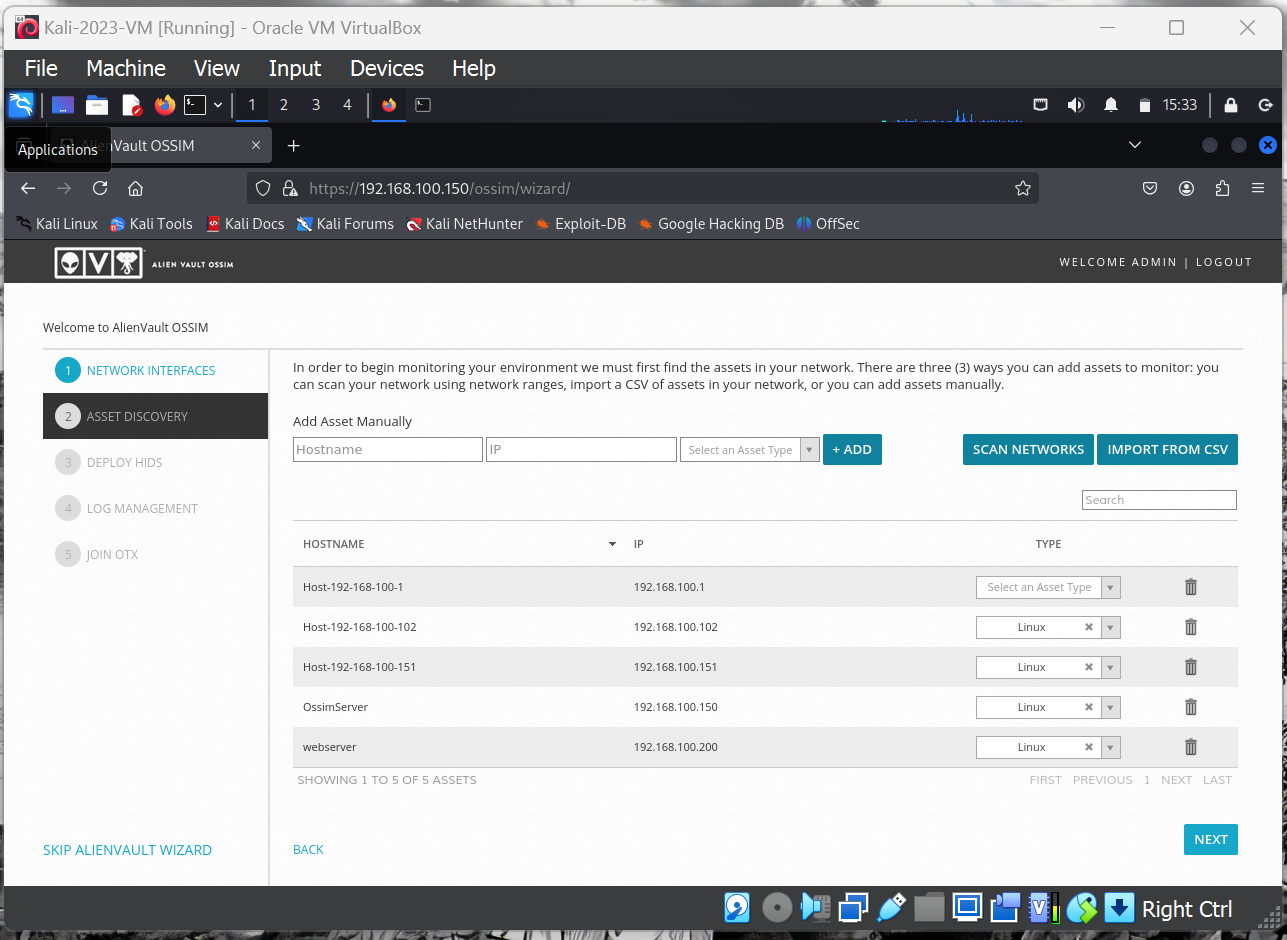 Kali-2023-VM [Running] - Oracle VM VirtualBox
File Machine View Input Devices Help
1 2 3 4 15:33
Applications
AlienVault OSSIM
https://192.168.100.150/ossim/wizard/
Kali Linux Kali Tools Kali Docs Kali Forums Kali NetHunter Exploit-DB Google Hacking DB OffSec
V ALIEN VAULT OSSIM WELCOME ADMIN | LOGOUT
Welcome to AlienVault OSSIM
1 NETWORK INTERFACES
2 ASSET DISCOVERY
3 DEPLOY HIDS
4 LOG MANAGEMENT
5 JOIN OTX
SKIP ALIENVAULT WIZARD
In order to begin monitoring your environment we must first find the assets in your network. There are three (3) ways you can add assets to monitor: you
can scan your network using network ranges, import a CSV of assets in your network, or you can add assets manually.
Add Asset Manually
Hostname IP Select an Asset Type + ADD SCAN NETWORKS IMPORT FROM CSV
Search
HOSTNAME IP TYPE
Host-192-168-100-1 192.168.100.1 Select an Asset Type
Host-192-168-100-102 192.168.100.102 Linux
Host-192-168-100-151 192.168.100.151 Linux
OssimServer 192.168.100.150 Linux
webserver 192.168.100.200 Linux
SHOWING 1 TO 5 OF 5 ASSETS FIRST PREVIOUS 1 NEXT LAST
BACK NEXT
Right Ctrl